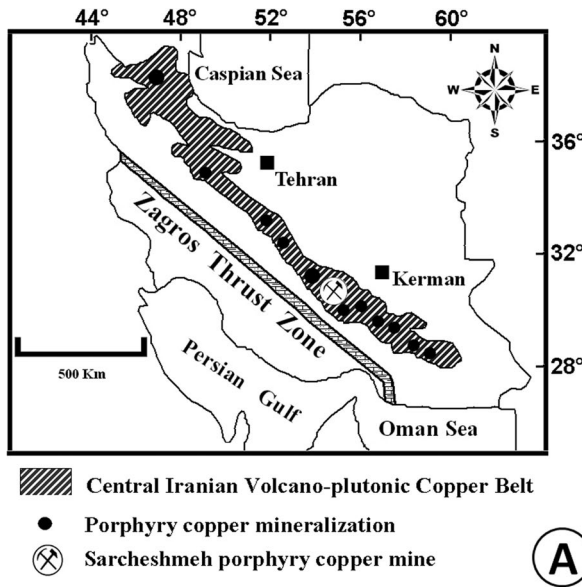 44° 48° 52° 56° 60°
Caspian Sea
N
W E
S
36°
Tehran
Zagros Thrust Zone
32°
Kerman
500 Km
28°
Persian Gulf
Oman Sea
Central Iranian Volcano-plutonic Copper Belt
Porphyry copper mineralization
Sarcheshmeh porphyry copper mine
A